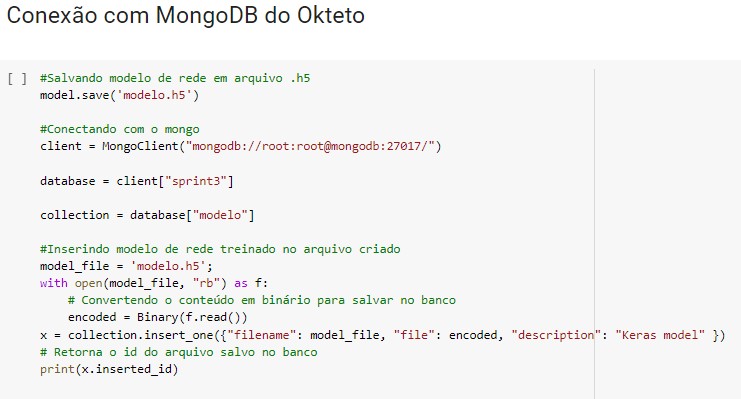 Conexão com MongoDB do Okteto
[ ] #Salvando modelo de rede em arquivo .h5
model.save('modelo.h5')
#Conectando com o mongo
client = MongoClient("mongodb://root:root@mongodb:27017/")
database = client["sprint3"]
collection = database["modelo"]
#Inserindo modelo de rede treinado no arquivo criado
model_file = 'modelo.h5';
with open(model_file, "rb") as f:
# Convertendo o conteúdo em binário para salvar no banco
encoded = Binary(f.read())
x = collection.insert_one({"filename": model_file, "file": encoded, "description": "Keras model" })
# Retorna o id do arquivo salvo no banco
print(x.inserted_id)